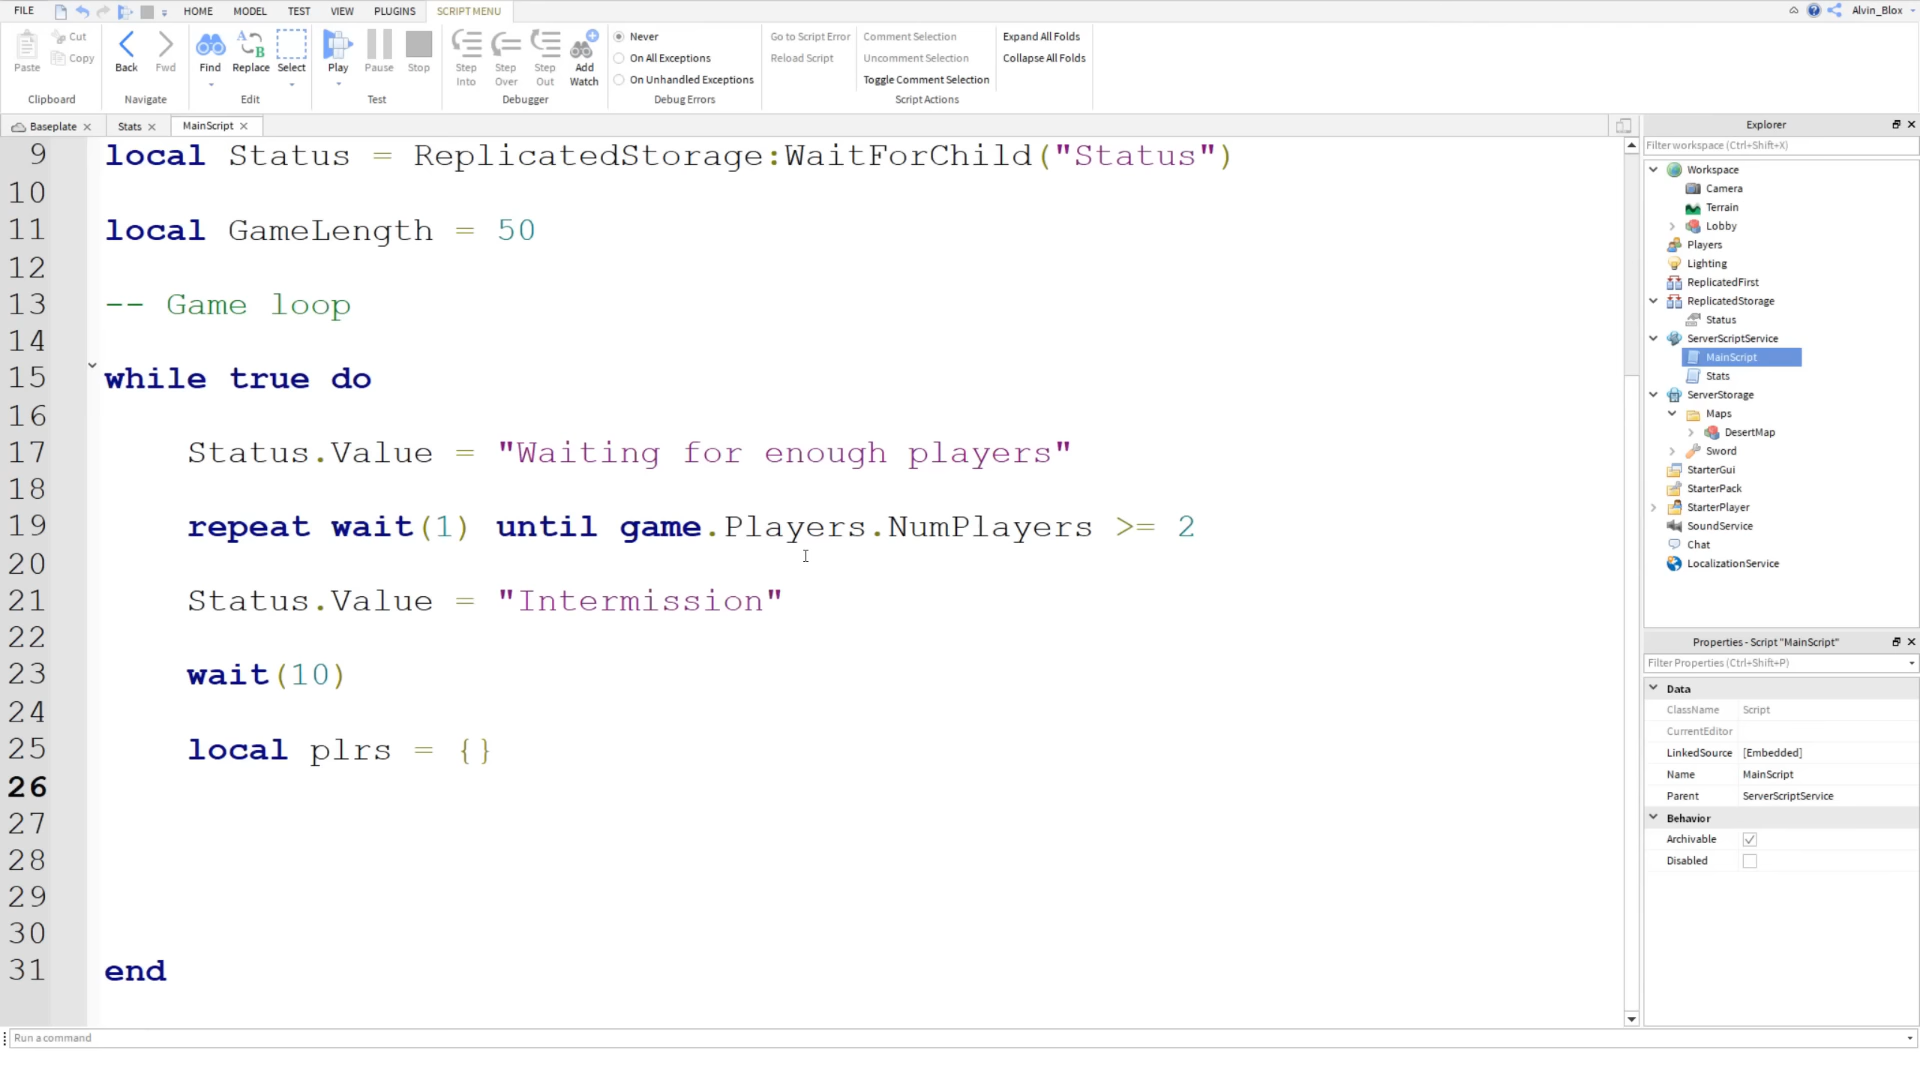 FILE HOME MODEL TEST VIEW PLUGINS SCRIPT MENU Alvin_Blox
Paste Cut Copy Back Fwd Find Replace Select Play Pause Stop Step Into Step Over Step Out Add Watch
Never
On All Exceptions
On Unhandled Exceptions
Go to Script Error
Reload Script
Comment Selection
Uncomment Selection
Toggle Comment Selection
Expand All Folds
Collapse All Folds
Clipboard Navigate Edit Test Debugger Debug Errors Script Actions
Baseplate Stats MainScript
9 local Status = ReplicatedStorage:WaitForChild("Status")
10
11 local GameLength = 50
12
13 -- Game loop
14
15 while true do
16
17 Status.Value = "Waiting for enough players"
18
19 repeat wait(1) until game.Players.NumPlayers >= 2
20
21 Status.Value = "Intermission"
22
23 wait(10)
24
25 local plrs = {}
26
27
28
29
30
31 end
Run a command
Explorer
Filter workspace (Ctrl+Shift+X)
Workspace
Camera
Terrain
Lobby
Players
Lighting
ReplicatedFirst
ReplicatedStorage
Status
ServerScriptService
MainScript
Stats
ServerStorage
Maps
DesertMap
Sword
StarterGui
StarterPack
StarterPlayer
SoundService
Chat
LocalizationService
Properties - Script "MainScript"
Filter Properties (Ctrl+Shift+P)
Data
ClassName Script
CurrentEditor
LinkedSource [Embedded]
Name MainScript
Parent ServerScriptService
Behavior
Archivable
Disabled